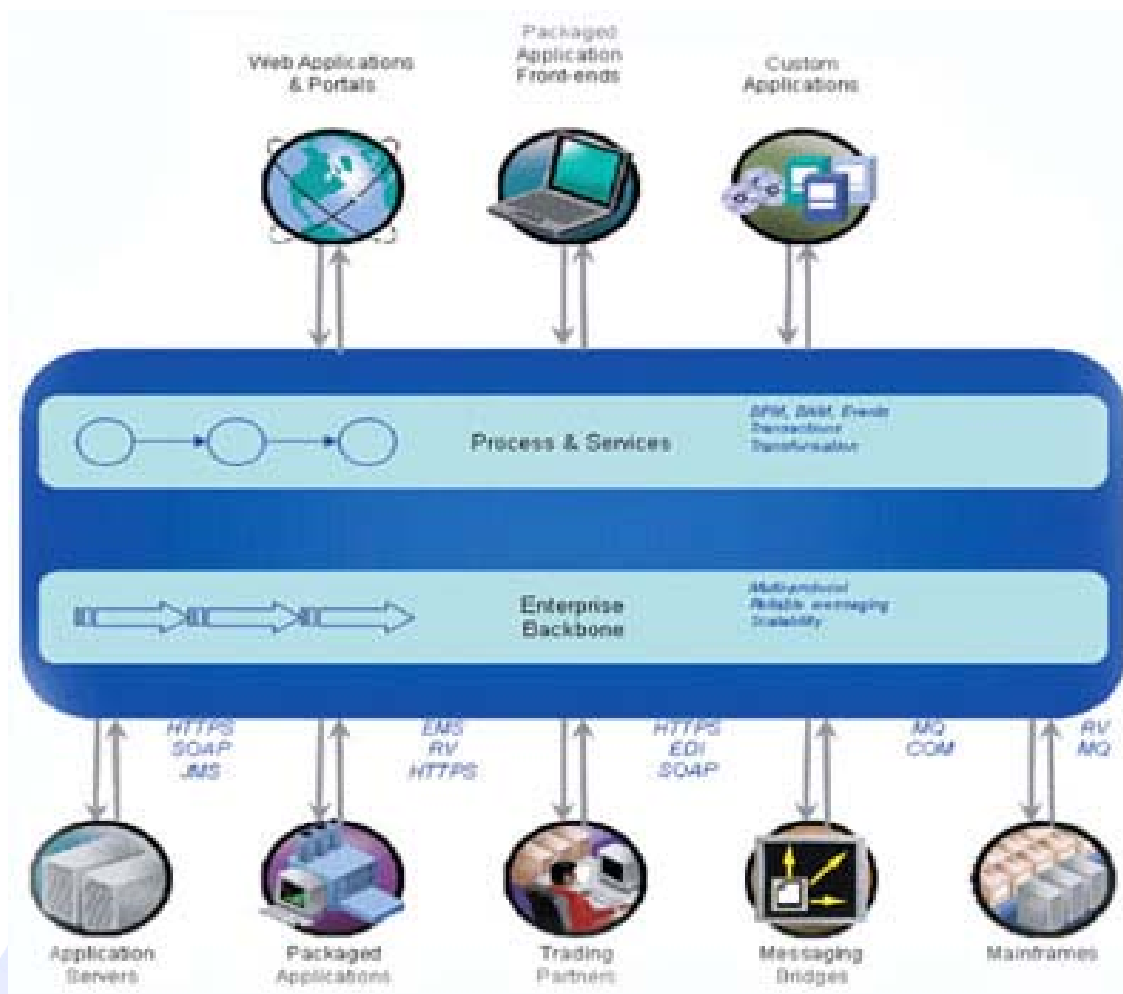 Web Applications
& Portals
Packaged
Application
Front-ends
Custom
Applications
Process & Services
BPM, BAM, Events
Transactions
Transformation
Enterprise
Backbone
Multi-protocol
Reliable messaging
Scalability
HTTPS
SOAP
JMS
EMS
RV
HTTPS
HTTPS
EDI
SOAP
MQ
COM
RV
MQ
Application
Servers
Packaged
Applications
Trading
Partners
Messaging
Bridges
Mainframes